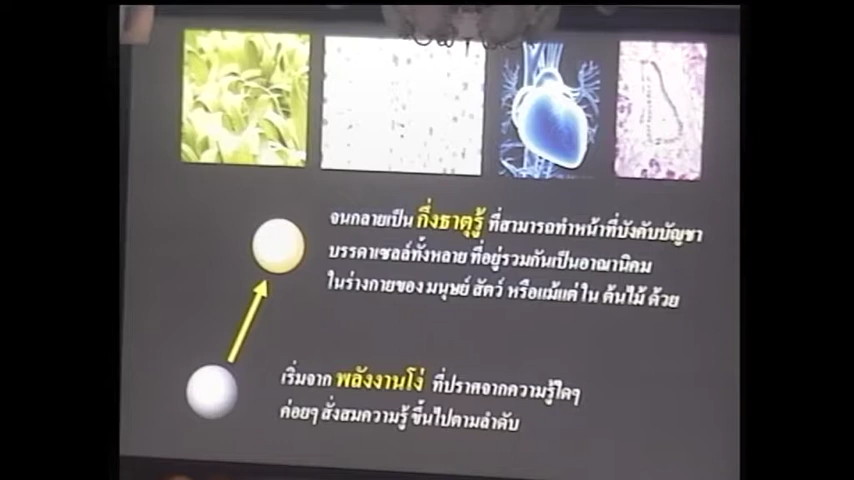 จนกลายเป็น กึ่งธาตุรู้ ที่สามารถทำหน้าที่บังคับบัญชา
บรรดาเซลล์ทั้งหลาย ที่อยู่รวมกันเป็นอาณานิคม
ในร่างกายของ มนุษย์ สัตว์ หรือแม้แต่ ใน ต้นไม้ ด้วย
เริ่มจาก พลังงานโง่ ที่ปราศจากความรู้ใดๆ
ค่อยๆ สั่งสมความรู้ ขึ้นไปตามลำดับ